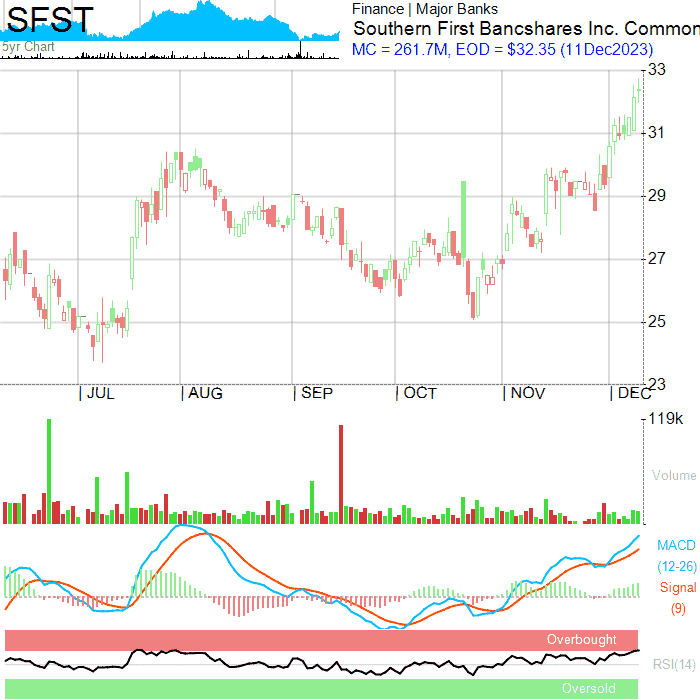 SFST
5yr Chart
Finance | Major Banks
Southern First Bancshares Inc. Common
MC = 261.7M, EOD = $32.35 (11Dec2023)
33
31
29
27
25
23
| JUL
| AUG
| SEP
| OCT
| NOV
| DEC
119k
Volume
MACD
(12-26)
Signal
(9)
Overbought
RSI(14)
Oversold